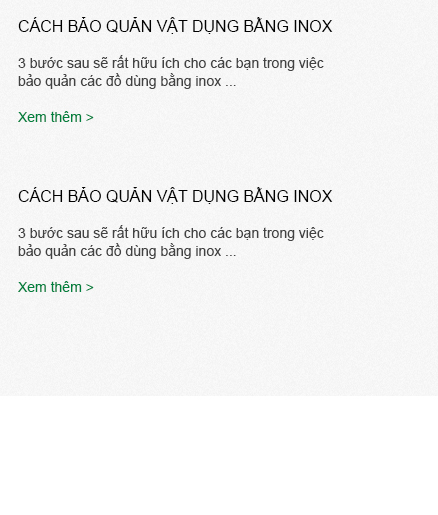 CÁCH BẢO QUẢN VẬT DỤNG BẰNG INOX
3 bước sau sẽ rất hữu ích cho các bạn trong việc
bảo quản các đồ dùng bằng inox ...
Xem thêm >
CÁCH BẢO QUẢN VẬT DỤNG BẰNG INOX
3 bước sau sẽ rất hữu ích cho các bạn trong việc
bảo quản các đồ dùng bằng inox ...
Xem thêm >